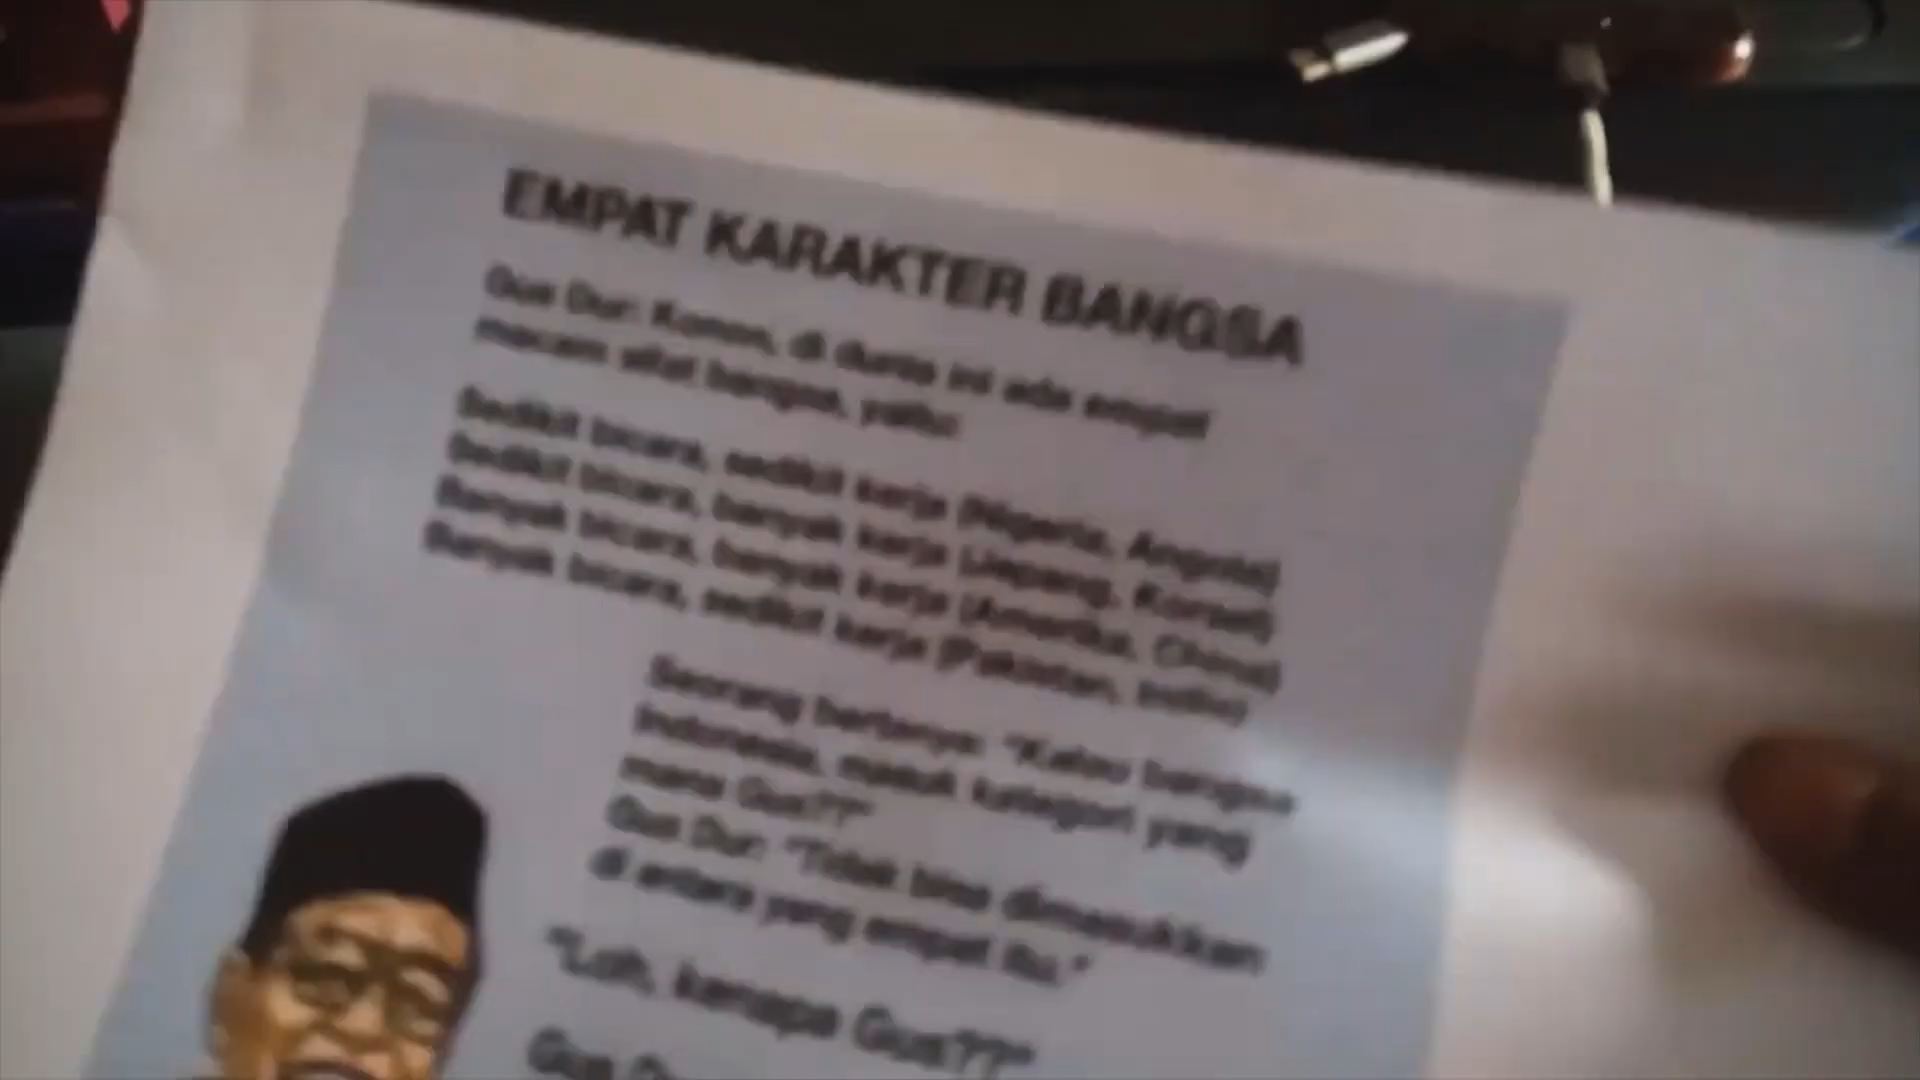 EMPAT KARAKTER BANGSA
Gus Dur: Konon, di dunia ini ada empat
macam sifat bangsa, yaitu:
Sedikit bicara, sedikit kerja (Nigeria, Angola)
Sedikit bicara, banyak kerja (Jepang, Korsel)
Banyak bicara, banyak kerja (Amerika, China)
Banyak bicara, sedikit kerja (Pakistan, India)
Seorang bertanya: "Kalau bangsa
Indonesia, masuk kategori yang
mana Gus??"
Gus Dur: "Tidak bisa dimasukkan
di antara yang empat itu."
"Loh, kenapa Gus??"
Gus